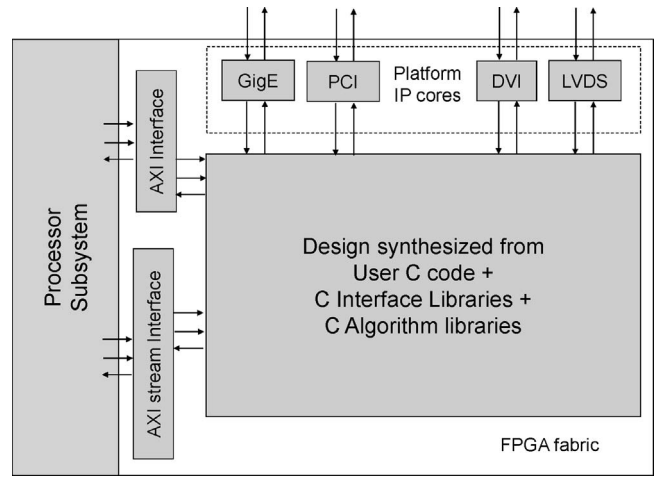 GigE
PCI
Platform
IP cores
DVI
LVDS
AXI Interface
Processor
Subsystem
Design synthesized from
User C code +
C Interface Libraries +
C Algorithm libraries
AXI stream Interface
FPGA fabric